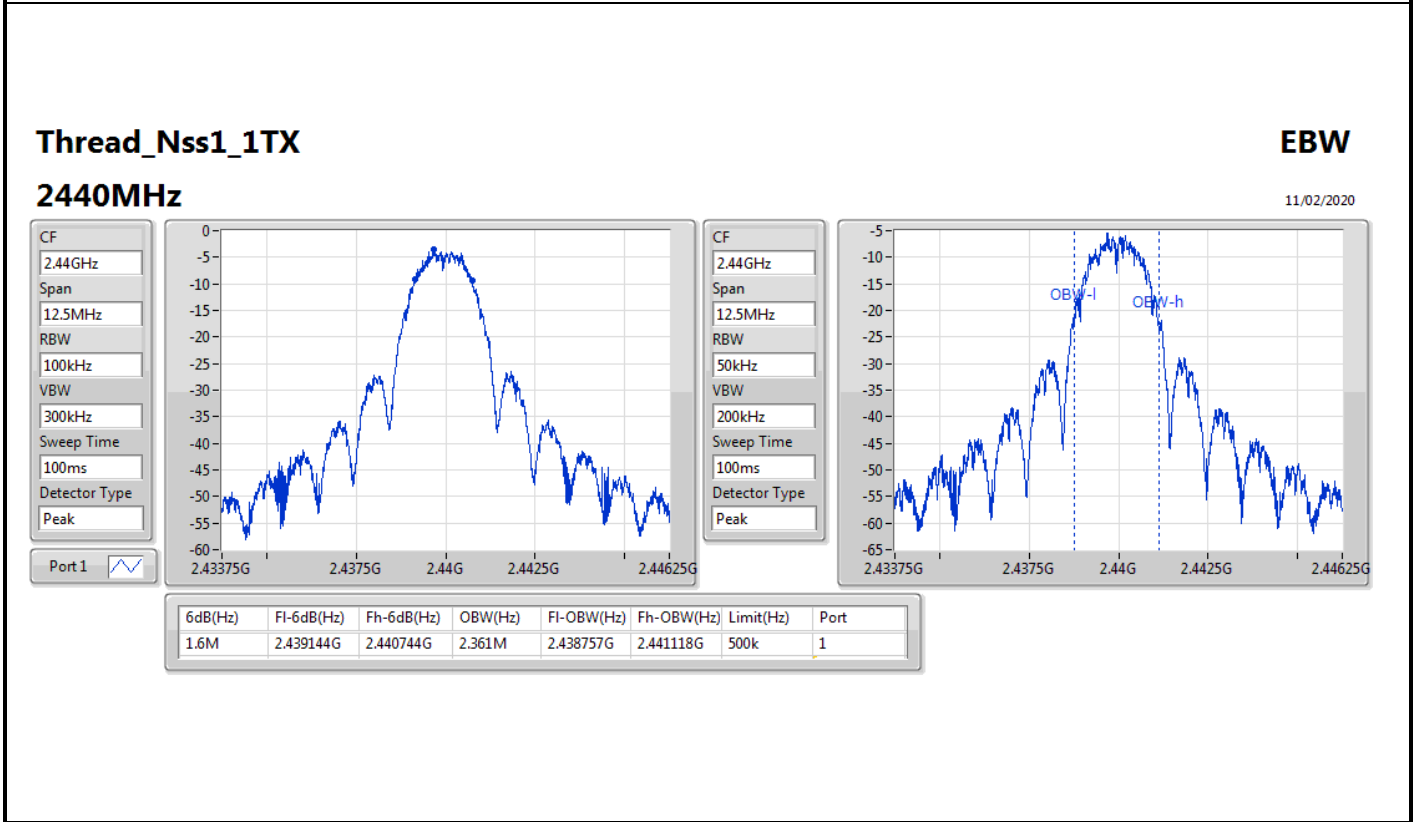 Thread_Nss1_1TX
EBW
2440MHz
11/02/2020
CF
2.44GHz
Span
12.5MHz
RBW
100kHz
VBW
300kHz
Sweep Time
100ms
Detector Type
Peak
Port 1
0
-5
-10
-15
-20
-25
-30
-35
-40
-45
-50
-55
-60
2.43375G 2.4375G 2.44G 2.4425G 2.44625G
CF
2.44GHz
Span
12.5MHz
RBW
50kHz
VBW
200kHz
Sweep Time
100ms
Detector Type
Peak
-5
-10
-15
-20
-25
-30
-35
-40
-45
-50
-55
-60
-65
OBW-l
OBW-h
2.43375G 2.4375G 2.44G 2.4425G 2.44625G
6dB(Hz) Fl-6dB(Hz) Fh-6dB(Hz) OBW(Hz) Fl-OBW(Hz) Fh-OBW(Hz) Limit(Hz) Port
1.6M 2.439144G 2.440744G 2.361M 2.438757G 2.441118G 500k 1